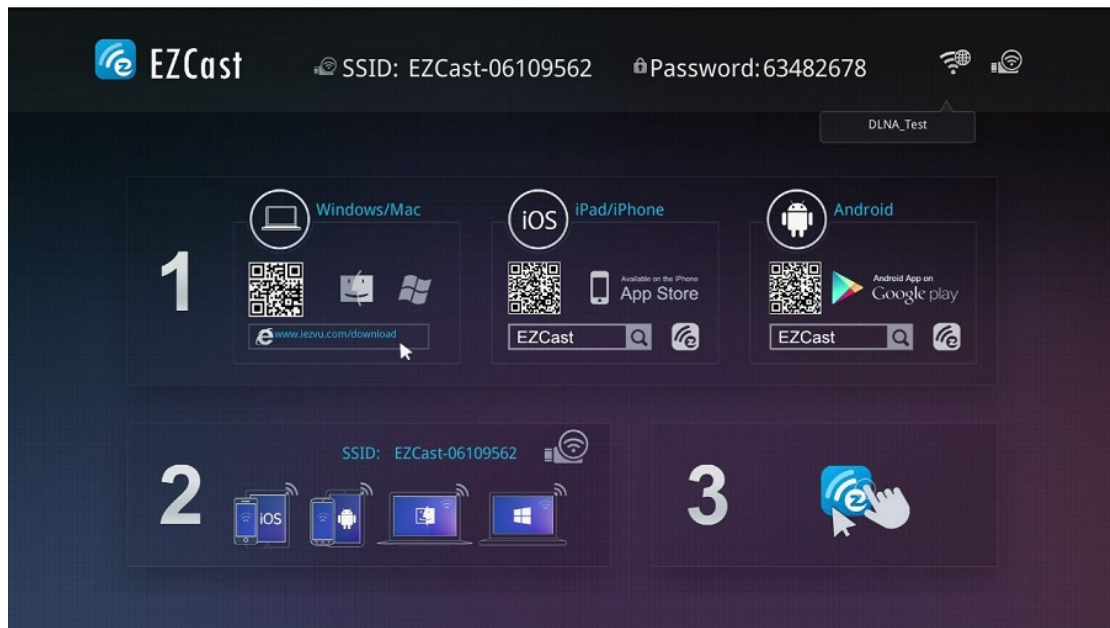 EZCast
SSID: EZCast-06109562
Password:63482678
DLNA_Test
1
Windows/Mac
www.iezvu.com/download
iOS
iPad/iPhone
Available on the iPhone
App Store
EZCast
Android
Android App on
Google play
EZCast
2
SSID: EZCast-06109562
iOS
3